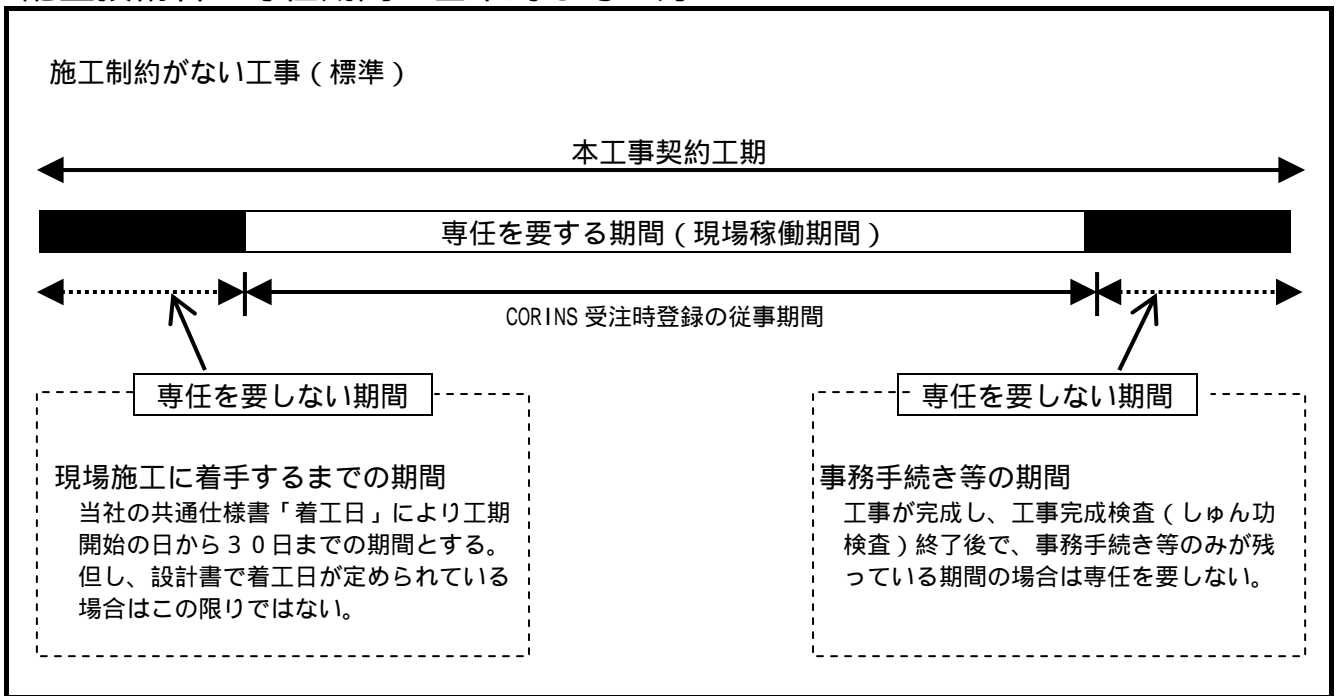 施工制約がない工事（標準）
本工事契約工期
専任を要する期間（現場稼働期間）
CORINS 受注時登録の従事期間
専任を要しない期間
現場施工に着手するまでの期間
当社の共通仕様書「着工日」により工期
開始の日から３０日までの期間とする。
但し、設計書で着工日が定められている
場合はこの限りではない。
専任を要しない期間
事務手続き等の期間
工事が完成し、工事完成検査（しゅん功
検査）終了後で、事務手続き等のみが残
っている期間の場合は専任を要しない。